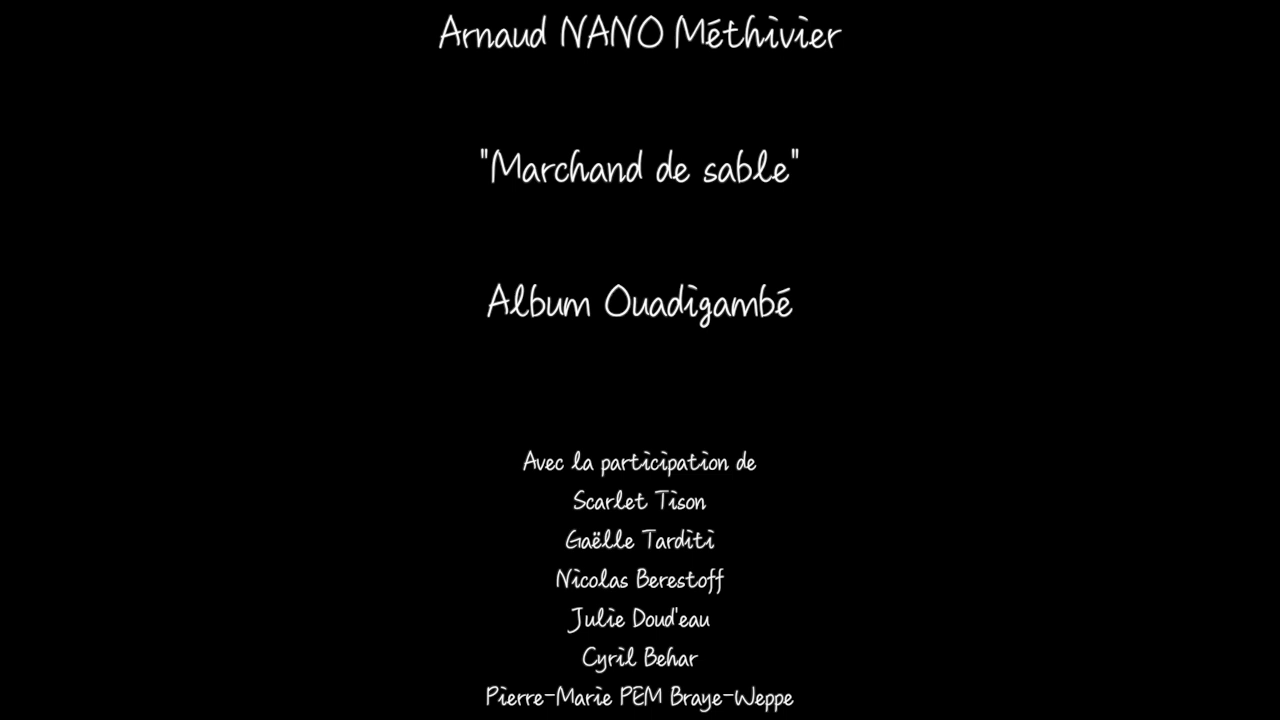 Arnaud NANO Méthivier
"Marchand de sable"
Album Ouadigambé
Avec la participation de
Scarlet Tison
Gaëlle Tarditi
Nicolas Berestoff
Julie Doud'eau
Cyril Behar
Pierre-Marie PEM Braye-Weppe